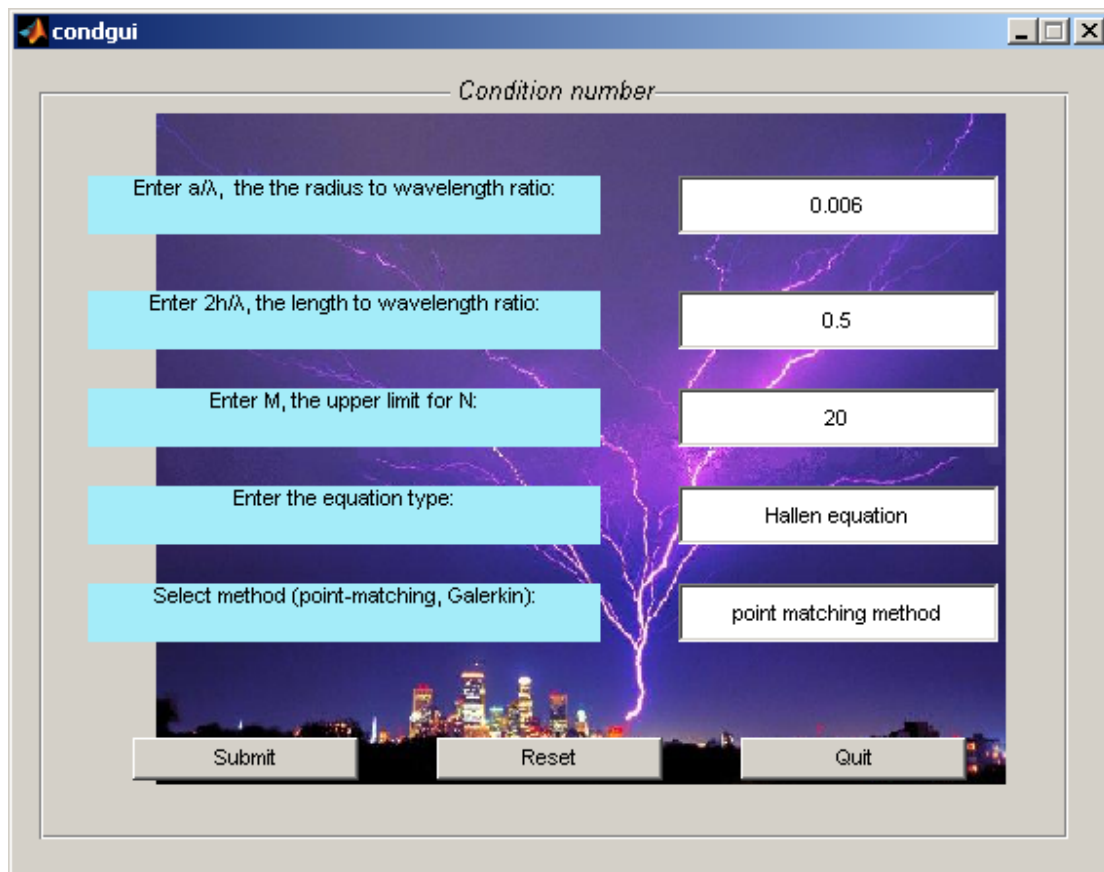 condgui
Condition number
Enter a/λ, the the radius to wavelength ratio:
0.006
Enter 2h/λ, the length to wavelength ratio:
0.5
Enter M, the upper limit for N:
20
Enter the equation type:
Hallen equation
Select method (point-matching, Galerkin):
point matching method
Submit
Reset
Quit